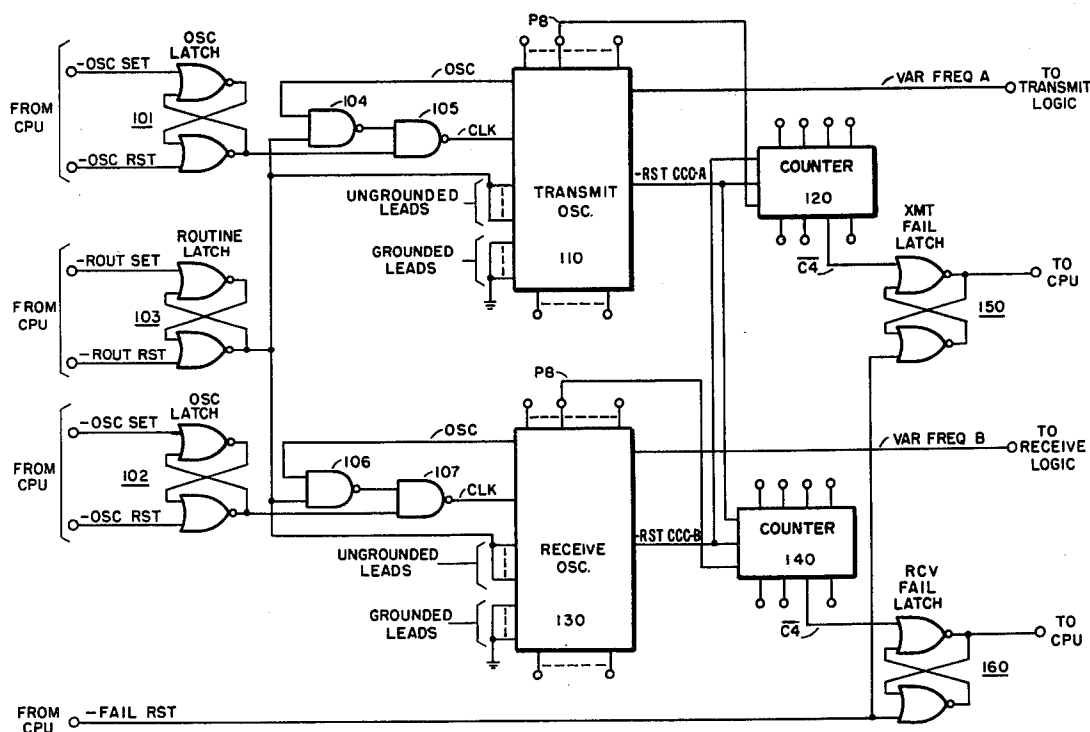 P8
OSC
LATCH
OSC
-OSC SET
VAR FREQ A
TO
TRANSMIT
LOGIC
104
105
FROM
CPU
101
CLK
-OSC RST
COUNTER
120
-RST CCC-A
UNGROUNDED
LEADS
TRANSMIT
OSC.
110
GROUNDED
LEADS
XMT
FAIL
LATCH
C4
TO
CPU
150
ROUTINE
LATCH
-ROUT SET
FROM
CPU
103
-ROUT RST
P8
OSC
LATCH
-OSC SET
OSC
VAR FREQ B
TO
RECEIVE
LOGIC
106
107
FROM
CPU
102
CLK
-OSC RST
COUNTER
140
-RST CCC-B
UNGROUNDED
LEADS
RECEIVE
OSC.
130
GROUNDED
LEADS
RCV
FAIL
LATCH
C4
TO
CPU
160
FROM
CPU
-FAIL RST